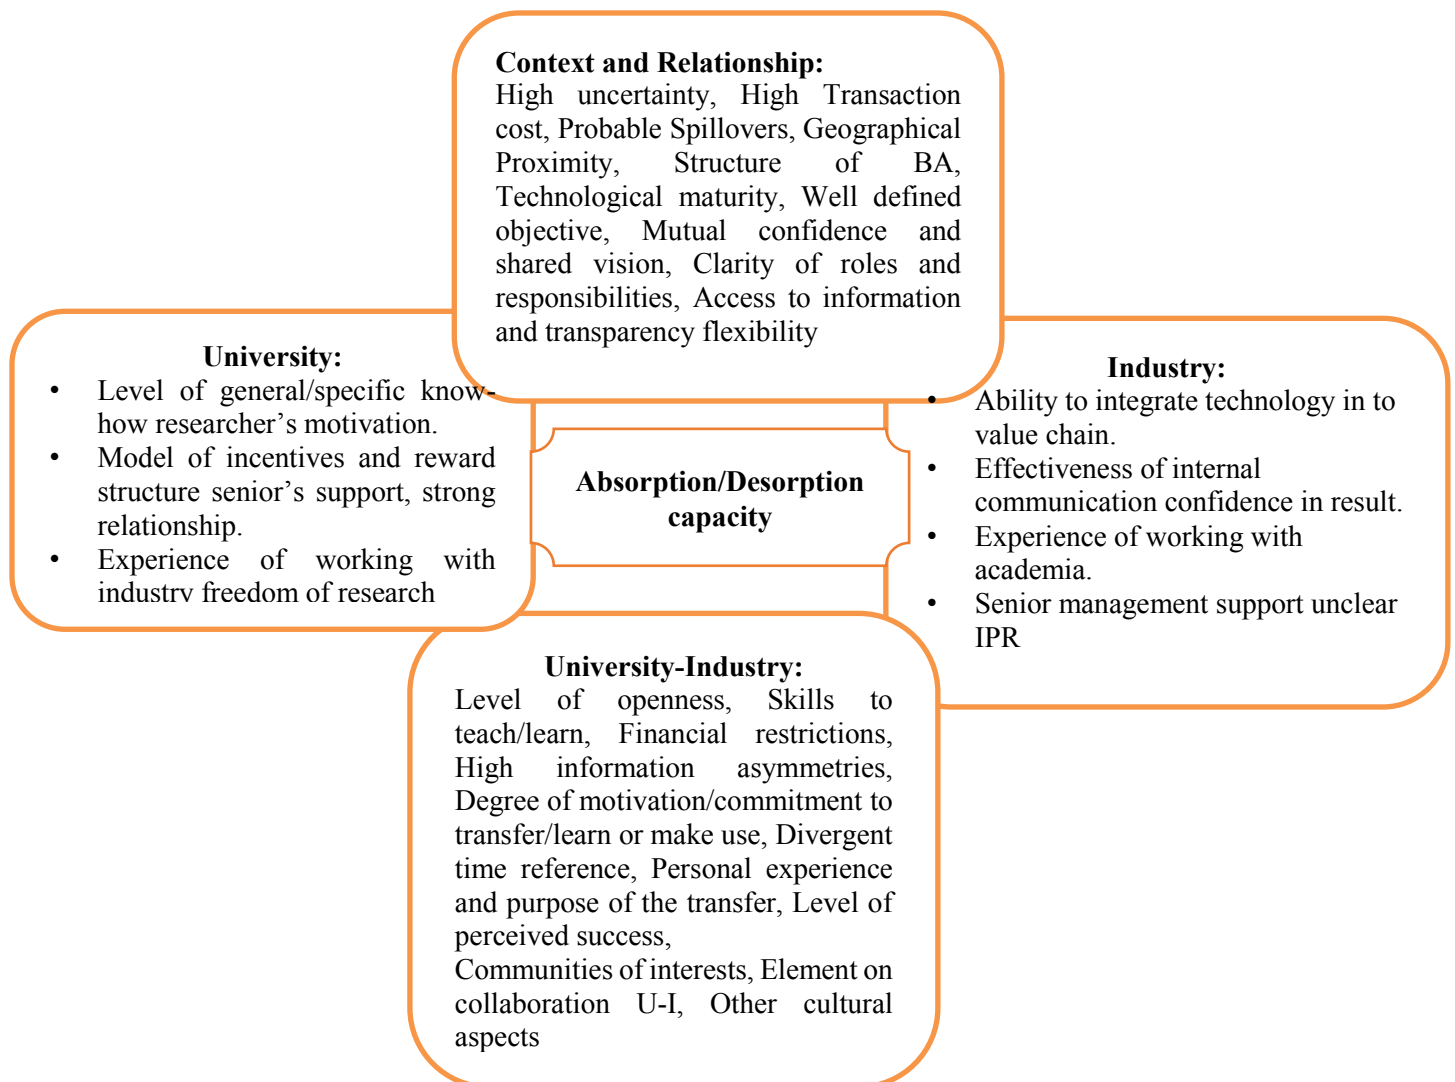 Context and Relationship:
High uncertainty, High Transaction
cost, Probable Spillovers, Geographical
Proximity, Structure of BA,
Technological maturity, Well defined
objective, Mutual confidence and
shared vision, Clarity of roles and
responsibilities, Access to information
and transparency flexibility
University:
• Level of general/specific know-
how researcher’s motivation.
• Model of incentives and reward
structure senior’s support, strong
relationship.
• Experience of working with
industry freedom of research
Absorption/Desorption
capacity
Industry:
• Ability to integrate technology in to
value chain.
• Effectiveness of internal
communication confidence in result.
• Experience of working with
academia.
• Senior management support unclear
IPR
University-Industry:
Level of openness, Skills to
teach/learn, Financial restrictions,
High information asymmetries,
Degree of motivation/commitment to
transfer/learn or make use, Divergent
time reference, Personal experience
and purpose of the transfer, Level of
perceived success,
Communities of interests, Element on
collaboration U-I, Other cultural
aspects